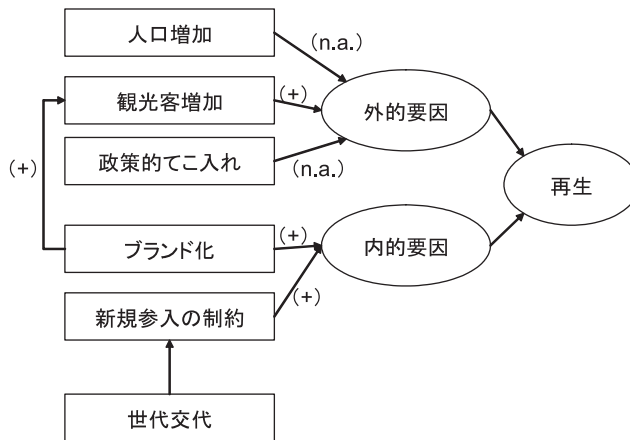 人口増加
(n.a.)
観光客増加
(+)
外的要因
政策的てこ入れ
(n.a.)
(+)
再生
ブランド化
(+)
内的要因
新規参入の制約
(+)
世代交代